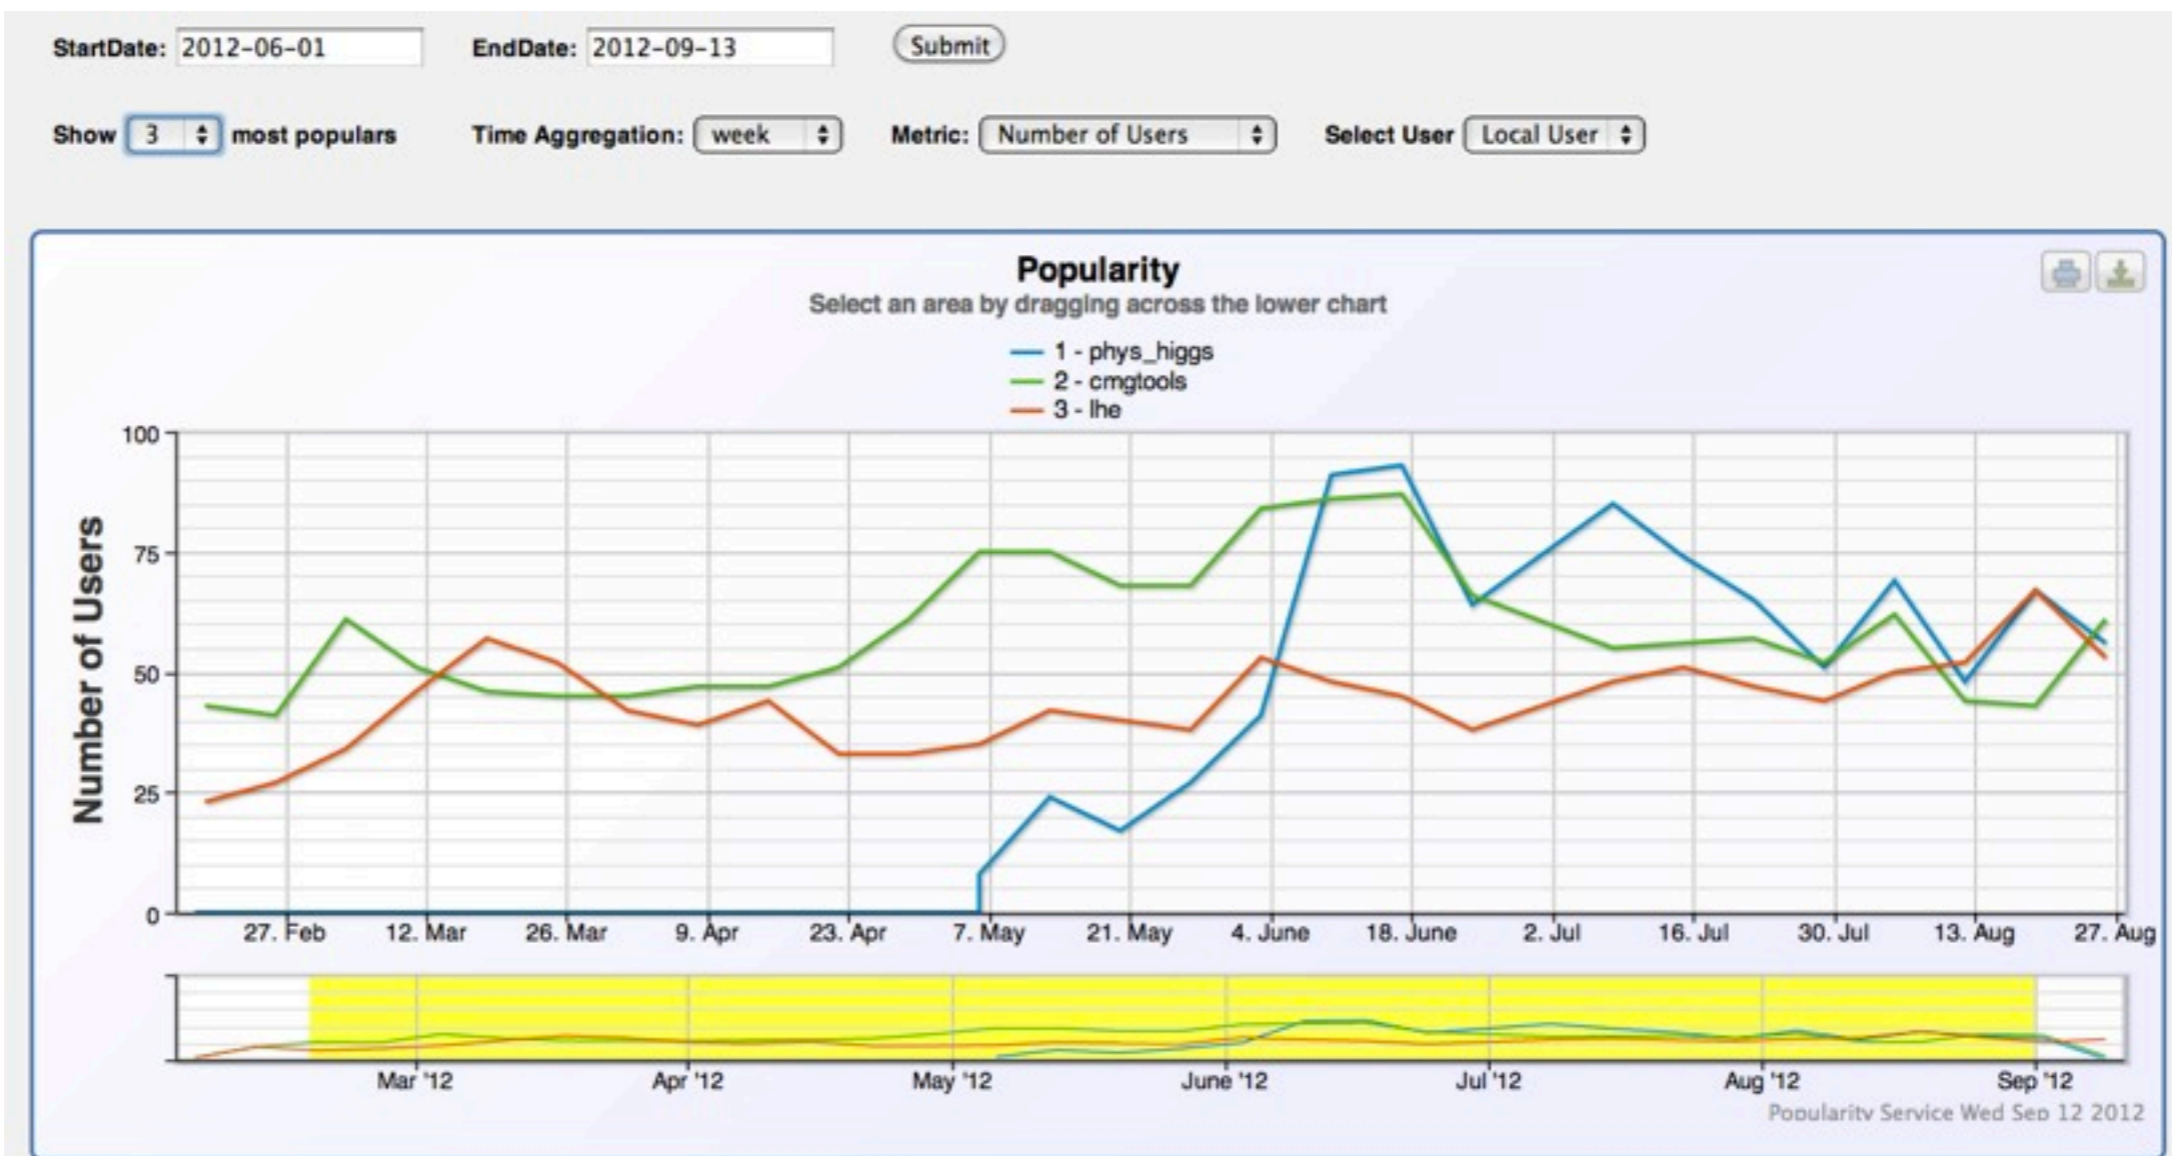 StartDate: 2012-06-01 EndDate: 2012-09-13 Submit
Show 3 most populars Time Aggregation: week Metric: Number of Users Select User Local User
Popularity
Select an area by dragging across the lower chart
1 - phys_higgs
2 - cmgtools
3 - lhe
Number of Users
100
75
50
25
0
27. Feb 12. Mar 26. Mar 9. Apr 23. Apr 7. May 21. May 4. June 18. June 2. Jul 16. Jul 30. Jul 13. Aug 27. Aug
Mar '12 Apr '12 May '12 June '12 Jul '12 Aug '12 Sep '12
Popularity Service Wed Sep 12 2012